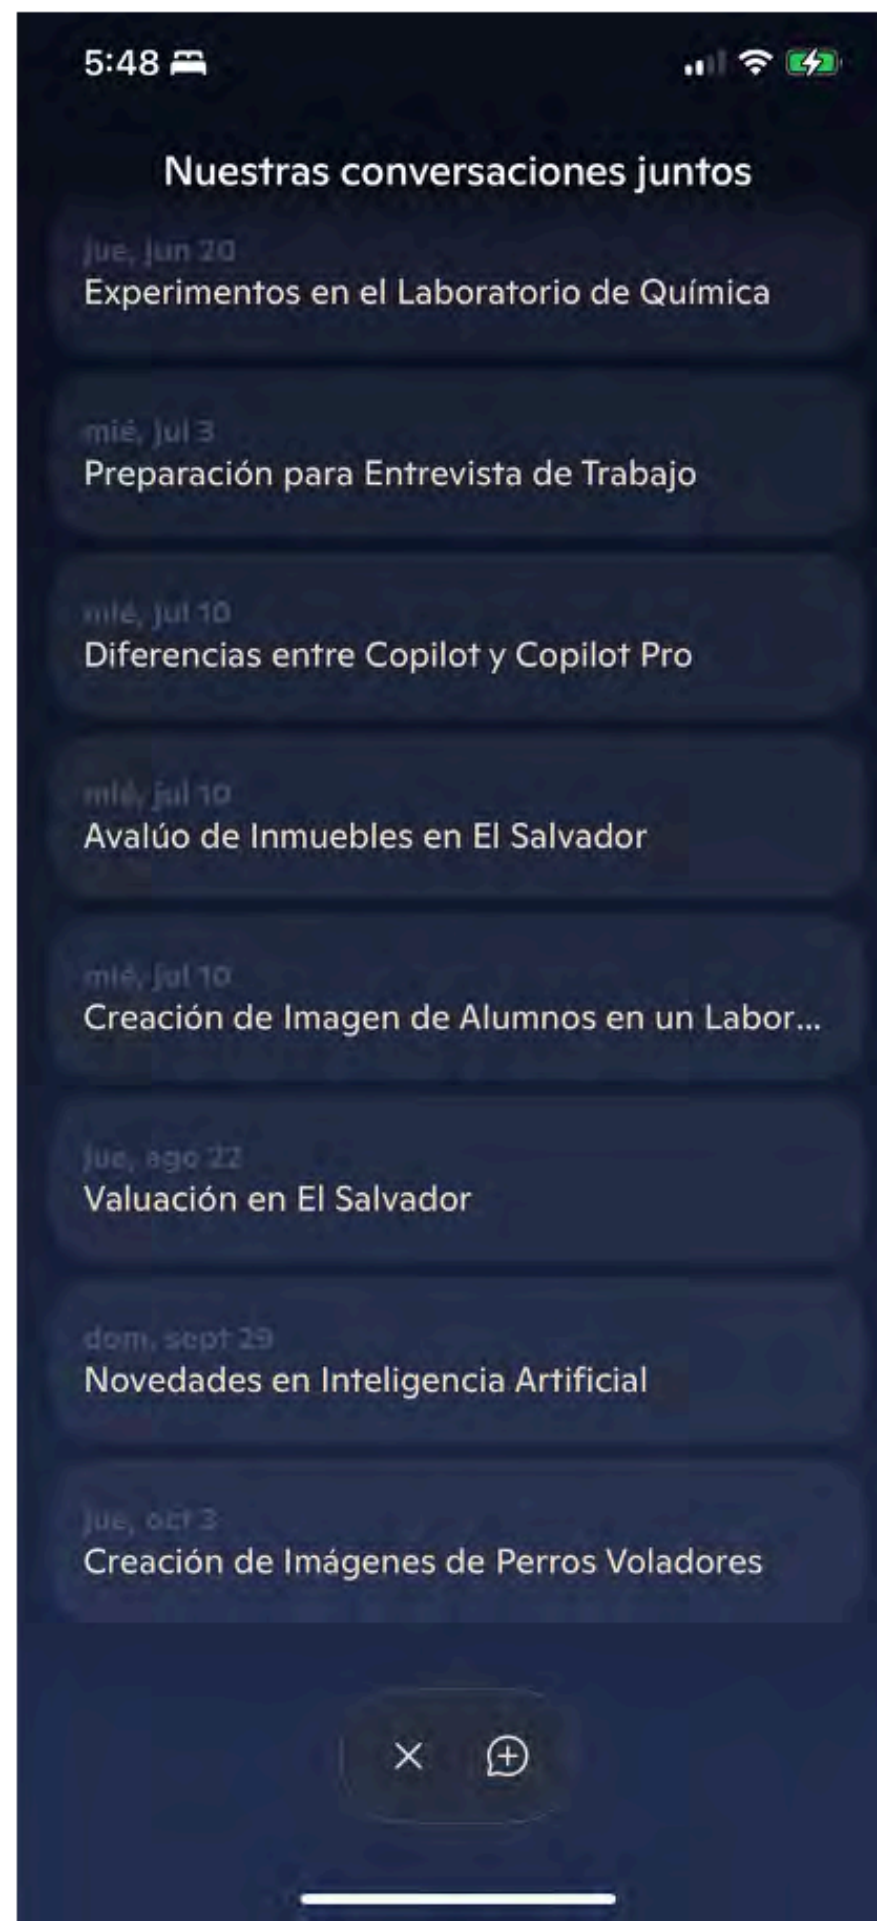 5:48
Nuestras conversaciones juntos
jue, jun 20
Experimentos en el Laboratorio de Química
mié, jul 3
Preparación para Entrevista de Trabajo
mié, jul 10
Diferencias entre Copilot y Copilot Pro
mié, jul 10
Avalúo de Inmuebles en El Salvador
mié, jul 10
Creación de Imagen de Alumnos en un Labor...
jue, ago 22
Valuación en El Salvador
dom, sept 29
Novedades en Inteligencia Artificial
jue, oct 3
Creación de Imágenes de Perros Voladores